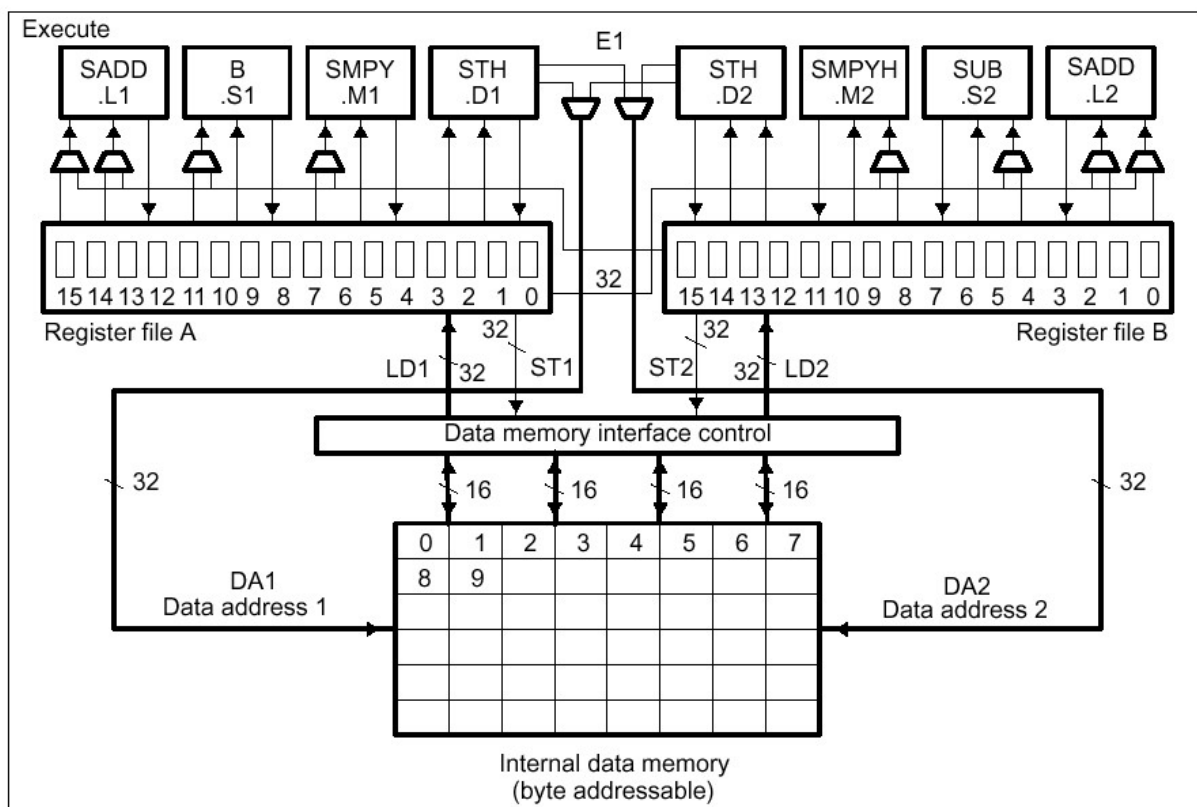 Execute
E1
SADD B SMPY STH STH SMPYH SUB SADD
.L1 .S1 .M1 .D1 .D2 .M2 .S2 .L2
32
15 14 13 12 11 10 9 8 7 6 5 4 3 2 1 0 15 14 13 12 11 10 9 8 7 6 5 4 3 2 1 0
Register file A 32 32 Register file B
LD1 32 ST1 ST2 32 LD2
Data memory interface control
32 16 16 16 16 32
0 1 2 3 4 5 6 7
8 9
DA1 DA2
Data address 1 Data address 2
Internal data memory
(byte addressable)